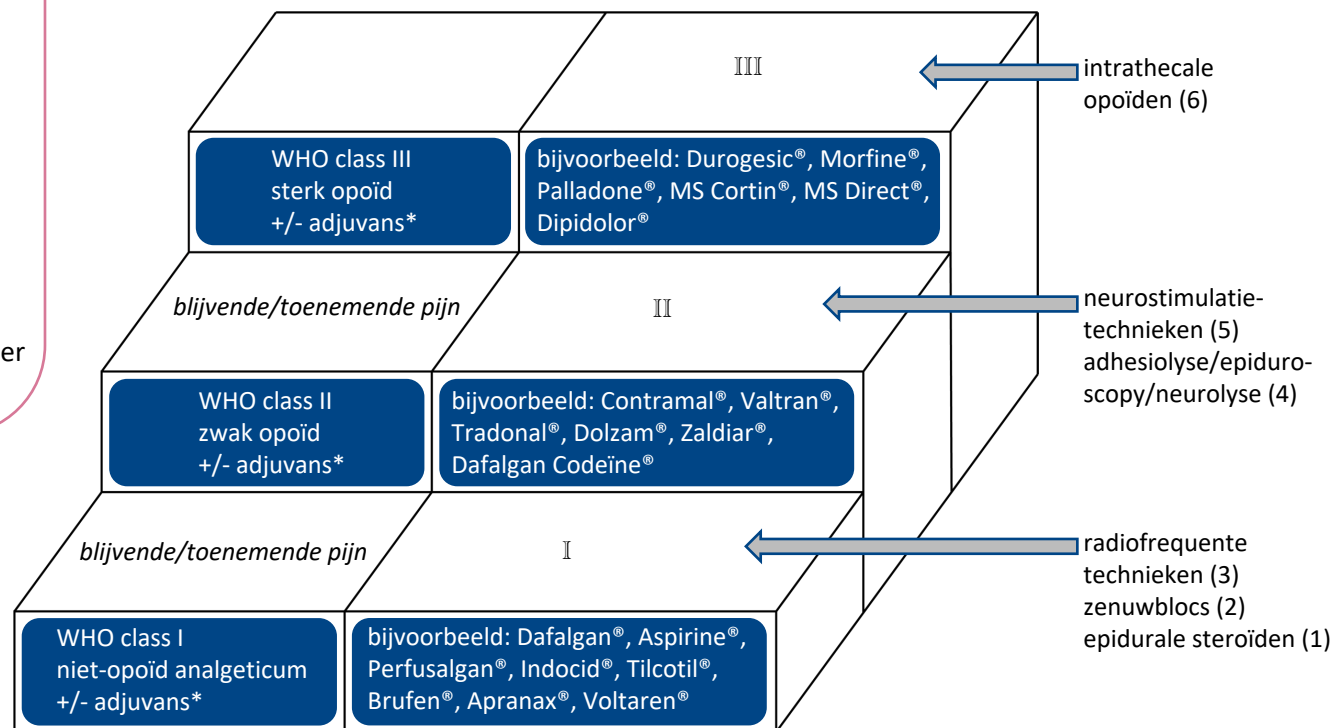 III
intrathecale
opoïden (6)
WHO class III
sterk opoïd
+/- adjuvans*
bijvoorbeeld: Durogesic®, Morfine®,
Palladone®, MS Cortin®, MS Direct®,
Dipidolor®
blijvende/toenemende pijn
II
neurostimulatie-
technieken (5)
adhesiolyse/epiduro-
scopy/neurolyse (4)
er
WHO class II
zwak opoïd
+/- adjuvans*
bijvoorbeeld: Contramal®, Valtran®,
Tradonal®, Dolzam®, Zaldiar®,
Dafalgan Codeïne®
blijvende/toenemende pijn
I
radiofrequente
technieken (3)
zenuwblocs (2)
epidurale steroïden (1)
WHO class I
niet-opoïd analgeticum
+/- adjuvans*
bijvoorbeeld: Dafalgan®, Aspirine®,
Perfusalgan®, Indocid®, Tilcotil®,
Brufen®, Apranax®, Voltaren®